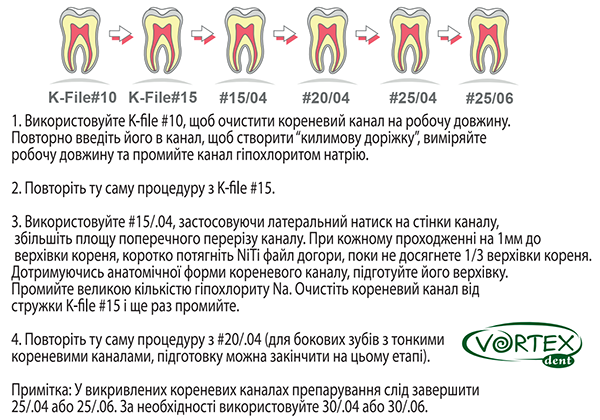 K-File#10 K-File#15 #15/04 #20/04 #25/04 #25/06
1. Використовуйте K-file #10, щоб очистити кореневий канал на робочу довжину.
Повторно введіть його в канал, щоб створити “килимову доріжку”, виміряйте
робочу довжину та промийте канал гіпохлоритом натрію.
2. Повторіть ту саму процедуру з K-file #15.
3. Використовуйте #15/.04, застосовуючи латеральний натиск на стінки каналу,
збільшіть площу поперечного перерізу каналу. При кожному проходженні на 1мм до
верхівки кореня, коротко потягніть NiTi файл догори, поки не досягнете 1/3 верхівки кореня.
Дотримуючись анатомічної форми кореневого каналу, підготуйте його верхівку.
Промийте великою кількістю гіпохлориту Na. Очистіть кореневий канал від
стружки K-file #15 і ще раз промийте.
4. Повторіть ту саму процедуру з #20/.04 (для бокових зубів з тонкими
кореневими каналами, підготовку можна закінчити на цьому етапі).
VORTEX
dent
Примітка: У викривлених кореневих каналах препарування слід завершити
25/.04 або 25/.06. За необхідності використовуйте 30/.04 або 30/.06.